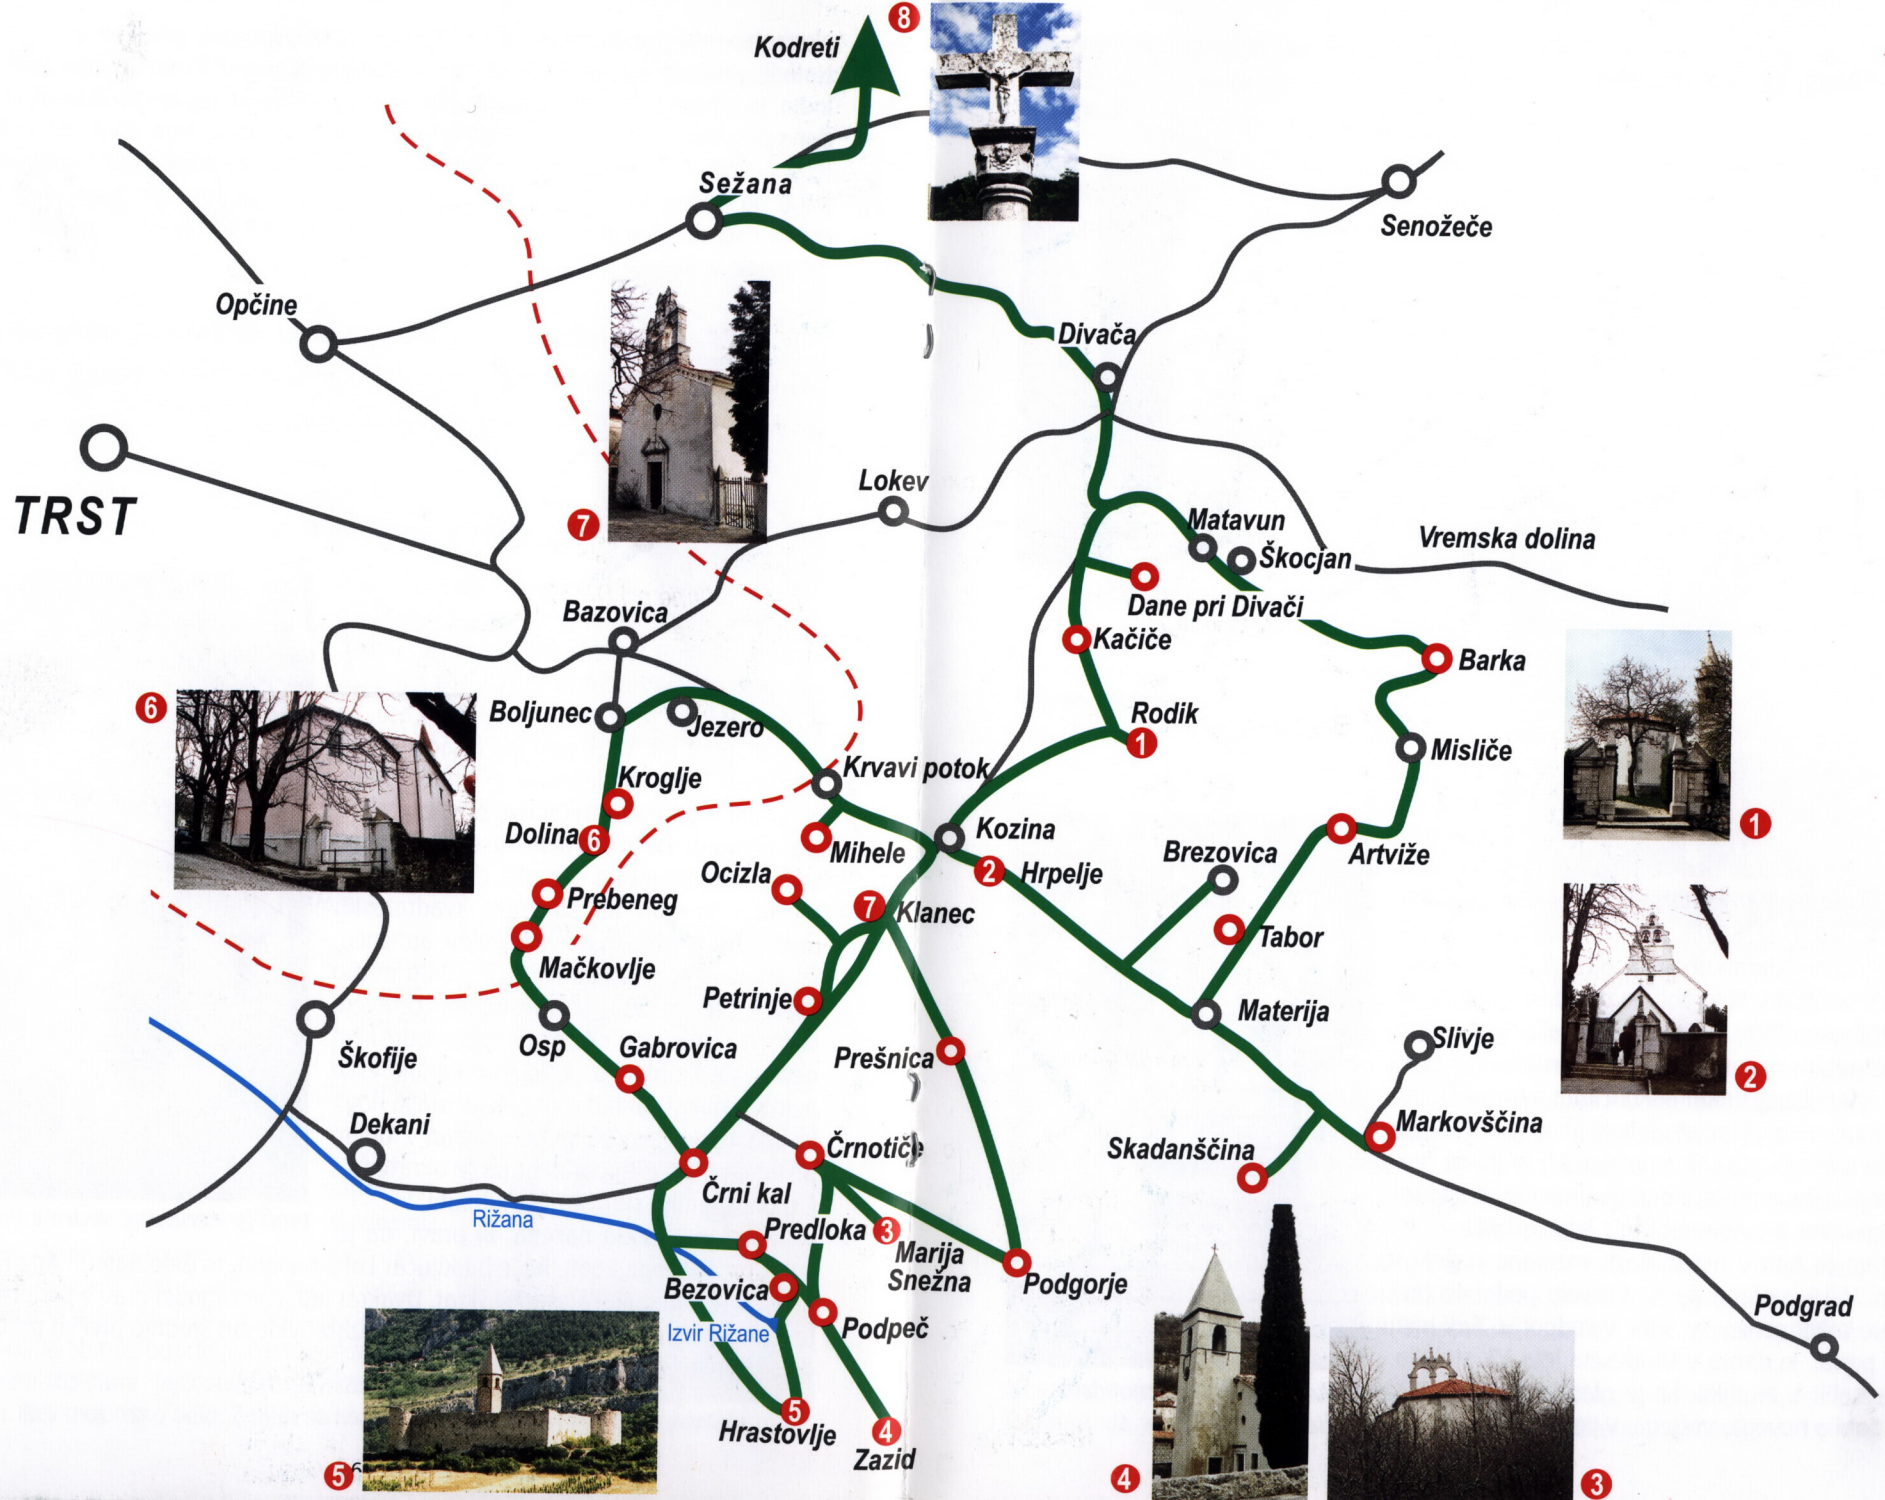 8
Kodreti
Sežana
Senožeče
Opčine
Divača
TRST
Lokev
7
Matavun
Škocjan
Vremska dolina
Dane pri Divači
Bazovica
Kačiče
Barka
6
Boljunec
Jezero
Rodik
1
Misliče
Krvavi potok
Kroglje
Dolina
6
Mihele
Kozina
2
Hrpelje
Brezovica
Artviže
1
Ocizla
7
Klanec
Prebeneg
Tabor
Mačkovlje
Petrinje
Materija
Osp
Gabrovica
Prešnica
Slivje
Škofije
2
Dekani
Črnotiče
Markovščina
Skadanščina
Črni kal
Rižana
Predloka
3
Marija
Snežna
Podgorje
Bezovica
Podpeč
Izvir Rižane
Podgrad
5
Hrastovlje
4
Zazid
5
6
4
3